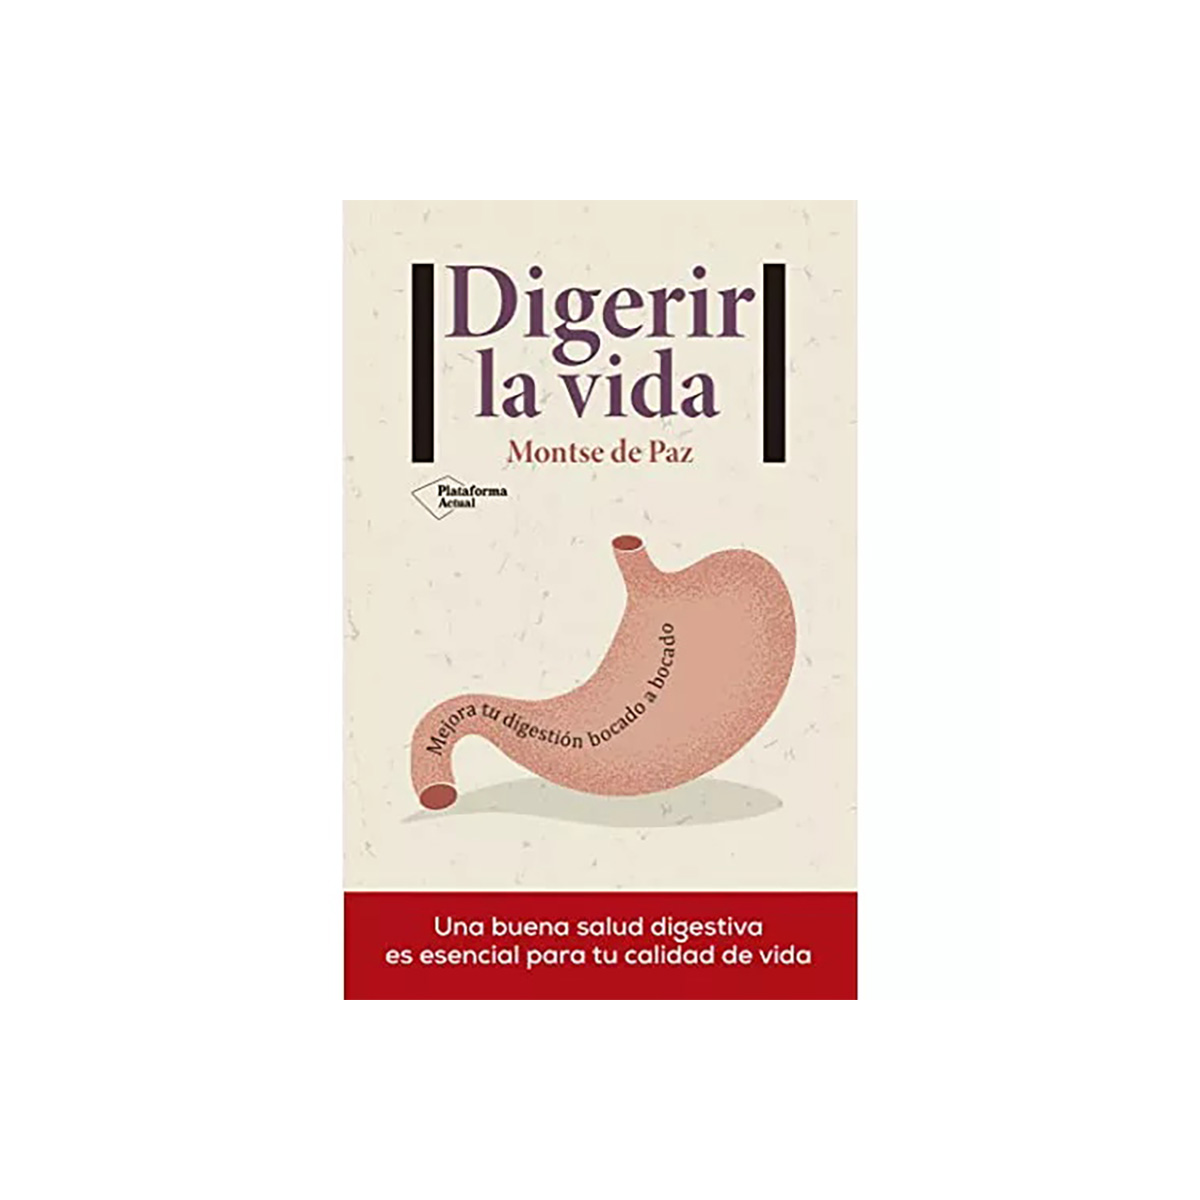 Digerir
la vida
Montse de Paz
Plataforma
Actual
Mejora tu digestión bocado a bocado
Una buena salud digestiva
es esencial para tu calidad de vida